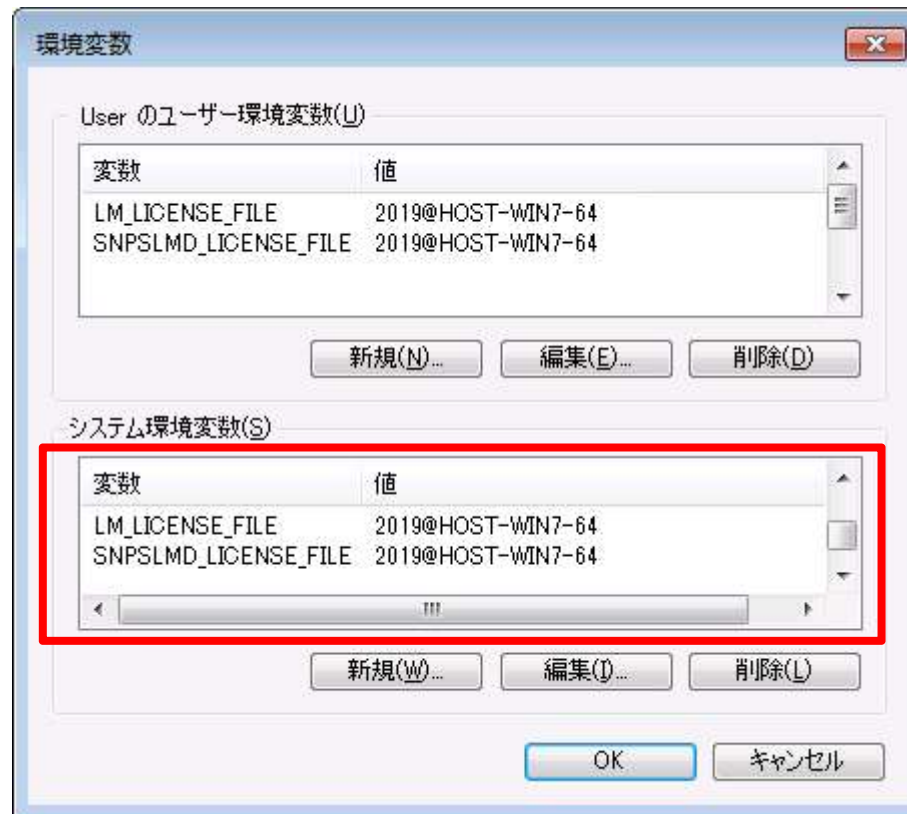 環境変数
User のユーザー環境変数(U)
変数 値
LM_LICENSE_FILE 2019@HOST-WIN7-64
SNPSLMD_LICENSE_FILE 2019@HOST-WIN7-64
新規(N)... 編集(E)... 削除(D)
システム環境変数(S)
変数 値
LM_LICENSE_FILE 2019@HOST-WIN7-64
SNPSLMD_LICENSE_FILE 2019@HOST-WIN7-64
新規(W)... 編集(I)... 削除(L)
OK キャンセル